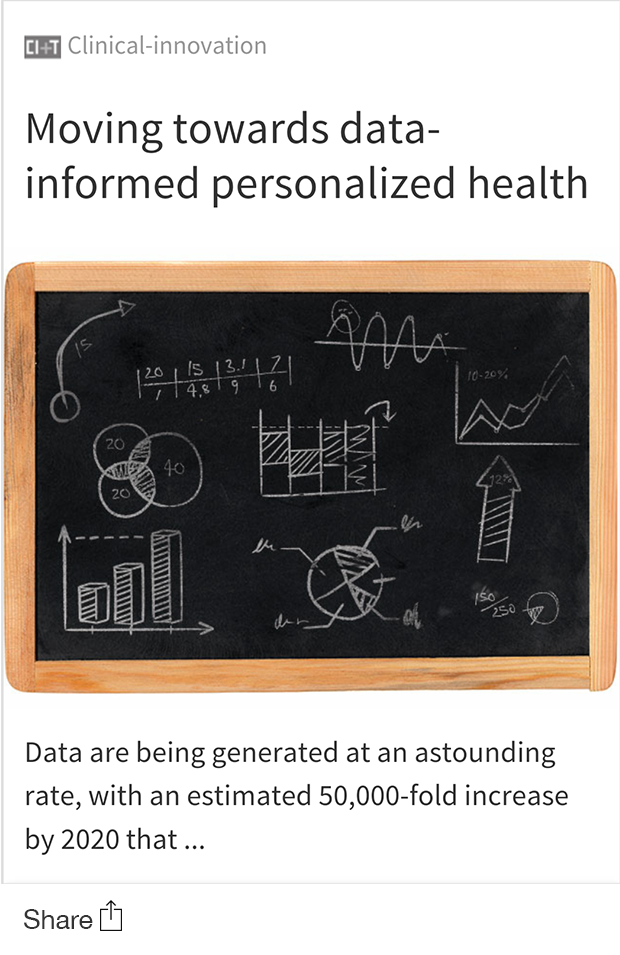 CI+T Clinical-innovation
Moving towards data-
informed personalized health
15
20 15 3.1 7
1 4,8 9 6
10-20%
20
40
20
12%
150/250
Data are being generated at an astounding
rate, with an estimated 50,000-fold increase
by 2020 that ...
Share